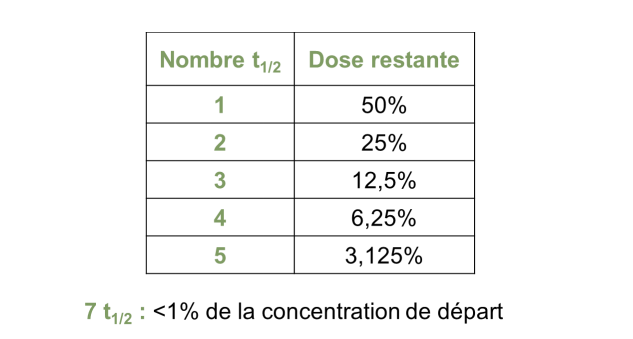 Nombre t1/2 Dose restante
1 50%
2 25%
3 12,5%
4 6,25%
5 3,125%
7 t1/2 : <1% de la concentration de départ